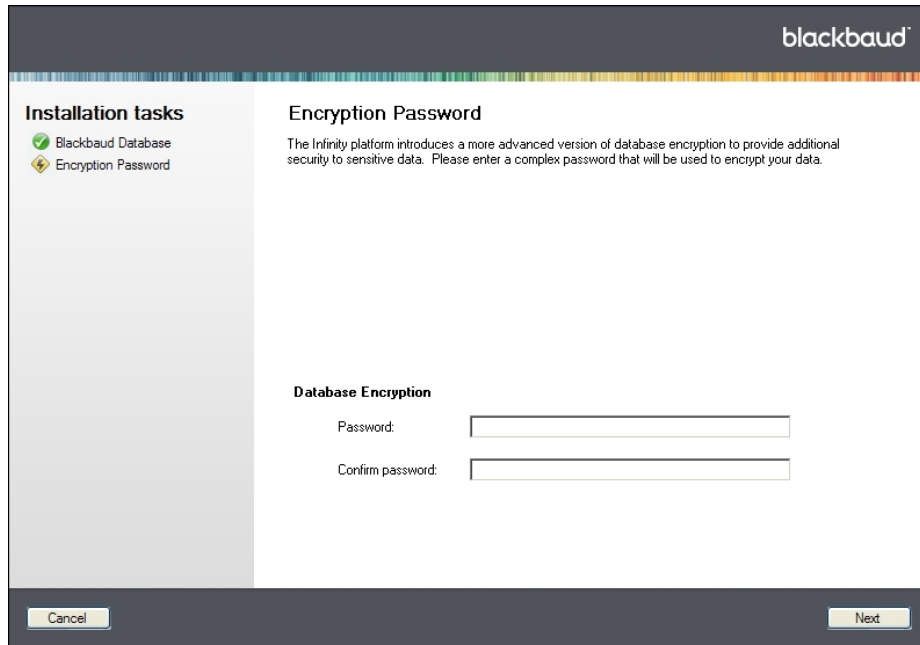 blackbaud
Installation tasks
Blackbaud Database
Encryption Password
Encryption Password
The Infinity platform introduces a more advanced version of database encryption to provide additional
security to sensitive data. Please enter a complex password that will be used to encrypt your data.
Database Encryption
Password:
Confirm password:
Cancel
Next